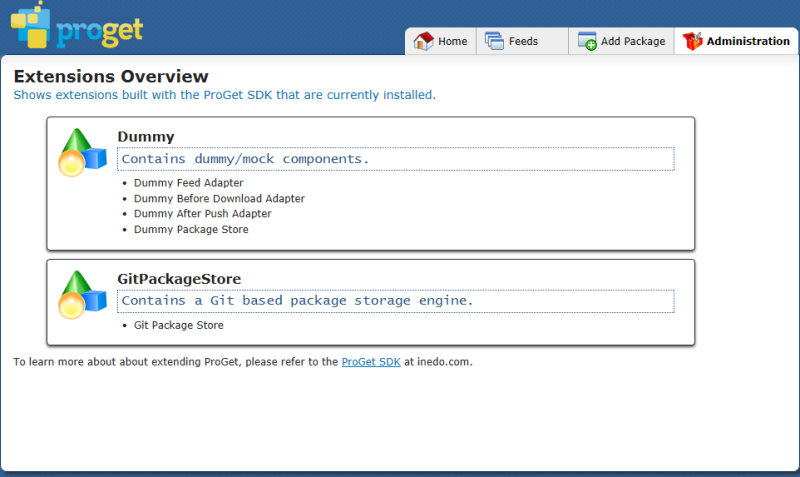 proget
Home
Feeds
Add Package
Administration
Extensions Overview
Shows extensions built with the ProGet SDK that are currently installed.
Dummy
Contains dummy/mock components.
Dummy Feed Adapter
Dummy Before Download Adapter
Dummy After Push Adapter
Dummy Package Store
GitPackageStore
Contains a Git based package storage engine.
Git Package Store
To learn more about about extending ProGet, please refer to the ProGet SDK at inedo.com.